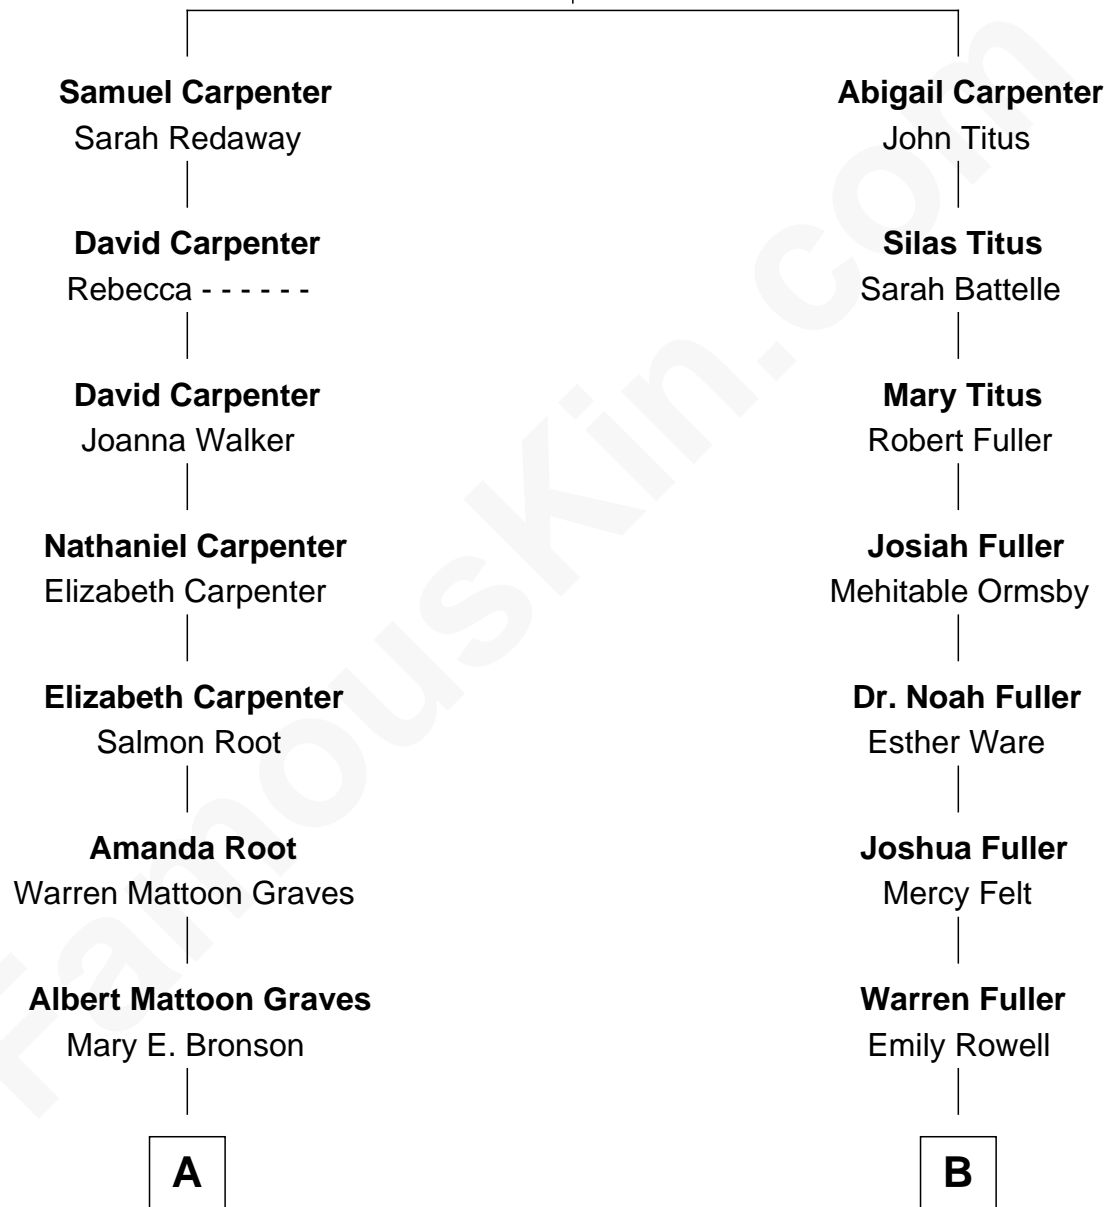 Samuel Carpenter
Sarah Redaway
Abigail Carpenter
John Titus
David Carpenter
Rebecca - - - - - -
Silas Titus
Sarah Battelle
David Carpenter
Joanna Walker
Mary Titus
Robert Fuller
Nathaniel Carpenter
Elizabeth Carpenter
Josiah Fuller
Mehitable Ormsby
Elizabeth Carpenter
Salmon Root
Dr. Noah Fuller
Esther Ware
Amanda Root
Warren Mattoon Graves
Joshua Fuller
Mercy Felt
Albert Mattoon Graves
Mary E. Bronson
Warren Fuller
Emily Rowell
A
B
FamousKin.com